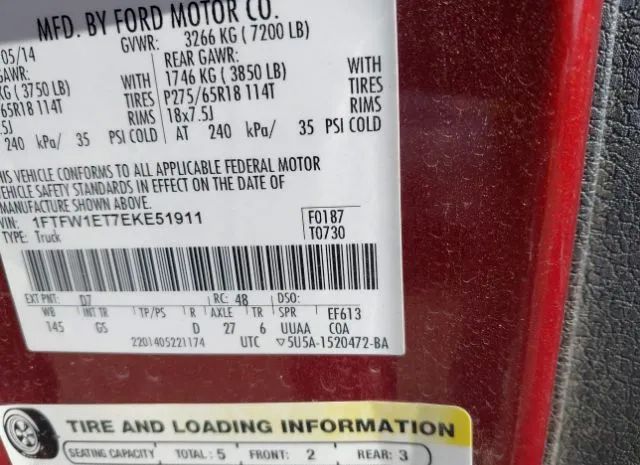 MFD. BY FORD MOTOR CO.
05/14 GVWR: 3266 KG ( 7200 LB)
GAWR: REAR GAWR:
KG ( 3750 LB) 1746 KG ( 3850 LB) WITH
65R18 114T TIRES P275/65R18 114T TIRES
5J RIMS 18x7.5J RIMS
240 kPa/ 35 PSI COLD AT 240 kPa/ 35 PSI COLD
THIS VEHICLE CONFORMS TO ALL APPLICABLE FEDERAL MOTOR
VEHICLE SAFETY STANDARDS IN EFFECT ON THE DATE OF
MANUFACTURE SHOWN ABOVE.
VIN: 1FTFW1ET7EKE51911 F0187
TYPE: Truck T0730
EXT PNT: D7 RC: 48 DSO:
WB INT TR TP/PS R AXLE TR SPR EF613
145 GS D 27 6 UUAA COA
2201405221174 UTC ▽5U5A-1520472-BA
TIRE AND LOADING INFORMATION
SEATING CAPACITY TOTAL : 5 FRONT : 2 REAR : 3